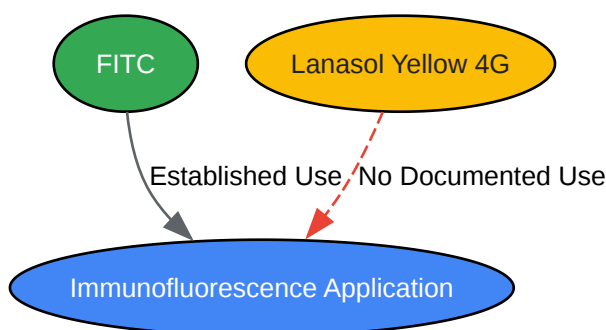 FITC
Lanasol Yellow 4G
Established Use
No Documented Use
Immunofluorescence Application